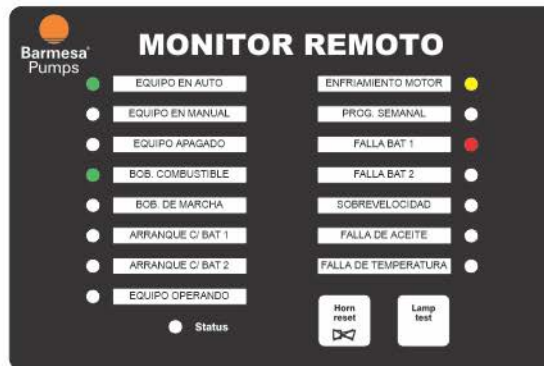 Barmesa
Pumps
MONITOR REMOTO
EQUIPO EN AUTO
EQUIPO EN MANUAL
EQUIPO APAGADO
BOB. COMBUSTIBLE
BOB. DE MARCHA
ARRANQUE C/ BAT 1
ARRANQUE C/ BAT 2
EQUIPO OPERANDO
Status
ENFRIAMIENTO MOTOR
PROG. SEMANAL
FALLA BAT 1
FALLA BAT 2
SOBREVELOCIDAD
FALLA DE ACEITE
FALLA DE TEMPERATURA
Horn
reset
Lamp
test